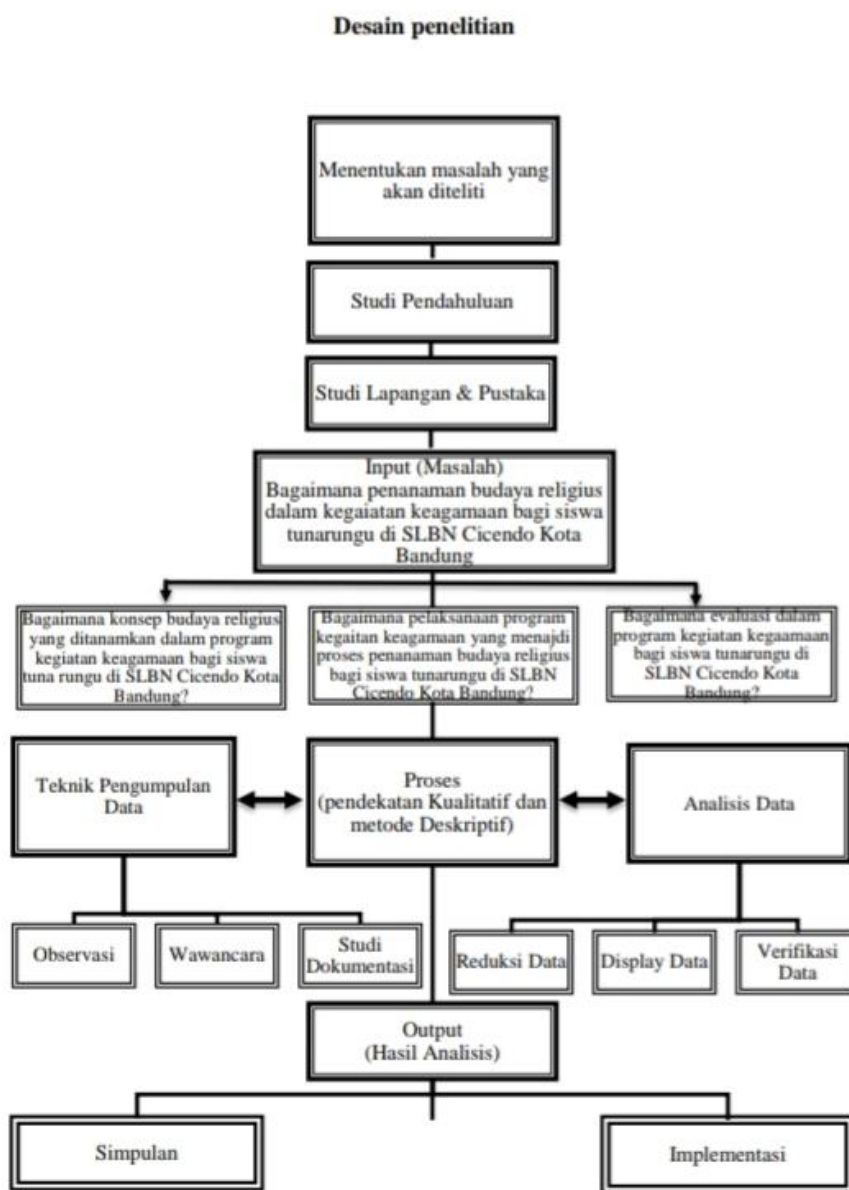 Desain penelitian
Menentukan masalah yang
akan diteliti
Studi Pendahuluan
Studi Lapangan & Pustaka
Input (Masalah)
Bagaimana penanaman budaya religius
dalam kegaiatan keagamaan bagi siswa
tunarungu di SLBN Cicendo Kota
Bandung
Bagaimana konsep budaya religius
yang ditanamkan dalam program
kegiatan keagamaan bagi siswa
tuna rungu di SLBN Cicendo Kota
Bandung?
Bagaimana pelaksanaan program
kegaitan keagamaan yang menajdi
proses penanaman budaya religius
bagi siswa tunarungu di SLBN
Cicendo Kota Bandung?
Bagaimana evaluasi dalam
program kegiatan kegaamaan
bagi siswa tunarungu di
SLBN Cicendo Kota
Bandung?
Teknik Pengumpulan
Data
Proses
(pendekatan Kualitatif dan
metode Deskriptif)
Analisis Data
Observasi
Wawancara
Studi
Dokumentasi
Reduksi Data
Display Data
Verifikasi
Data
Output
(Hasil Analisis)
Simpulan
Implementasi